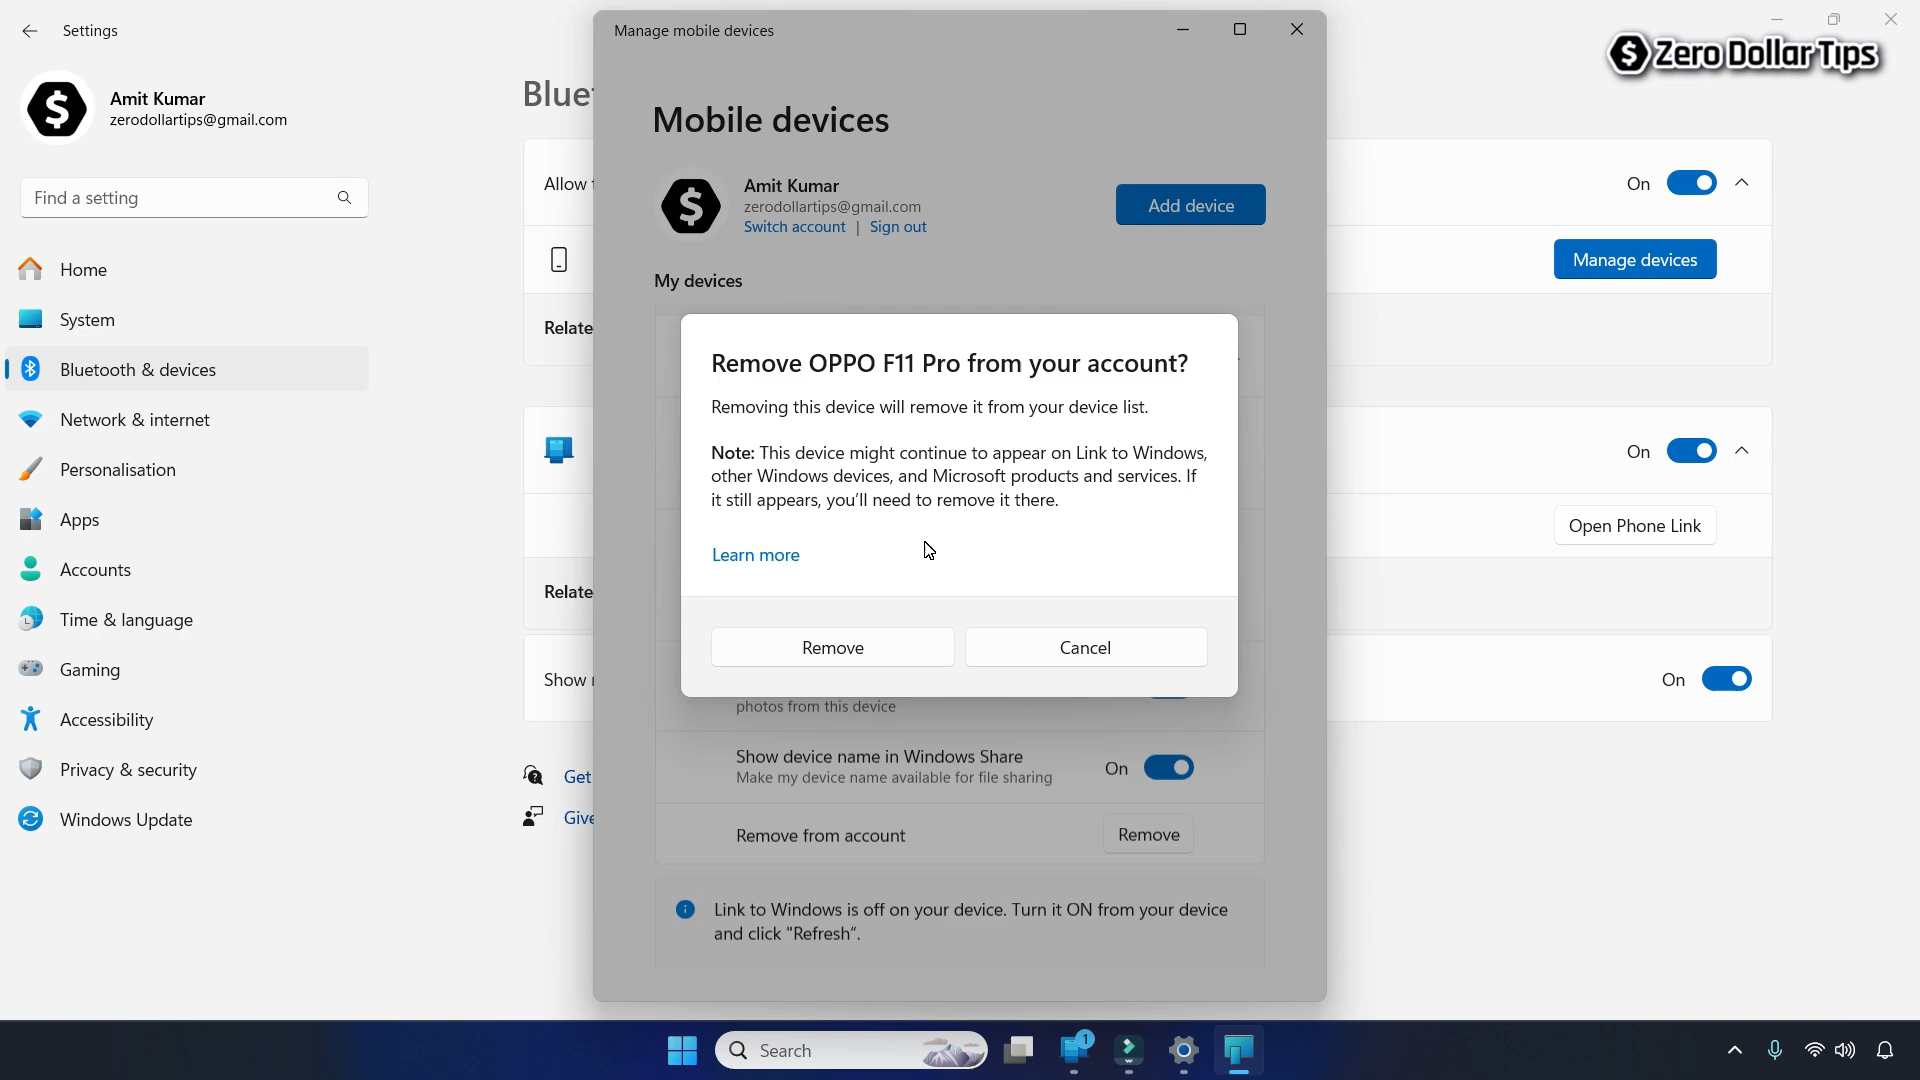 Settings
Amit Kumar
zerodollartips@gmail.com
Find a setting
Home
System
Bluetooth & devices
Network & internet
Personalisation
Apps
Accounts
Time & language
Gaming
Accessibility
Privacy & security
Windows Update
Blue
Allow
Relate
Relate
Show
Get
Give
Manage mobile devices
Mobile devices
Amit Kumar
zerodollartips@gmail.com
Switch account | Sign out
Add device
My devices
Remove OPPO F11 Pro from your account?
Removing this device will remove it from your device list.
Note: This device might continue to appear on Link to Windows,
other Windows devices, and Microsoft products and services. If
it still appears, you'll need to remove it there.
Learn more
Remove
Cancel
photos from this device
Show device name in Windows Share
Make my device name available for file sharing
On
Remove from account
Remove
Link to Windows is off on your device. Turn it ON from your device
and click "Refresh".
Zero Dollar Tips
On
Manage devices
On
Open Phone Link
On
Search
1